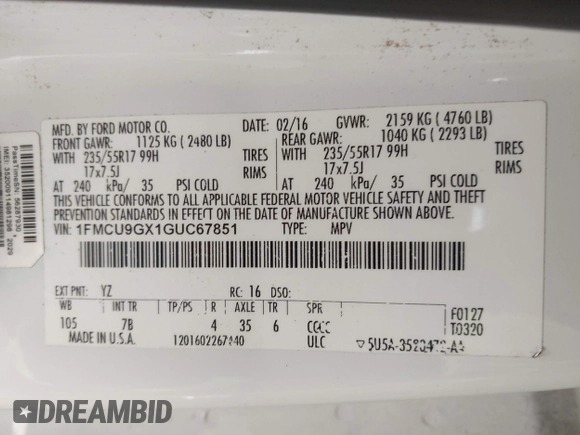 MFD. BY FORD MOTOR CO. 02/16 GVWR: 2159 KG ( 4760 LB)
FRONT GAWR: 1125 KG ( 2480 LB) REAR GAWR: 1040 KG ( 2293 LB)
WITH 235/55R17 99H TIRES WITH 235/55R17 99H TIRES
17x7.5J RIMS 17x7.5J RIMS
AT 240 kPa/ 35 PSI COLD AT 240 kPa/ 35 PSI COLD
THIS VEHICLE CONFORMS TO ALL APPLICABLE FEDERAL MOTOR VEHICLE SAFETY AND THEFT
PREVENTION STANDARDS IN EFFECT ON THE DATE OF MANUFACTURE SHOWN ABOVE.
VIN: 1FMCU9GX1GUC67851 TYPE: MPV
EXT PNT: YZ RC: 16 DSO:
WB INT TR TP/PS R AXLE TR SPR
105 7B 4 35 6 F0127
T0320
MADE IN U.S.A. ULC
PassTimeSN: 56287930
2029
DREAMBID